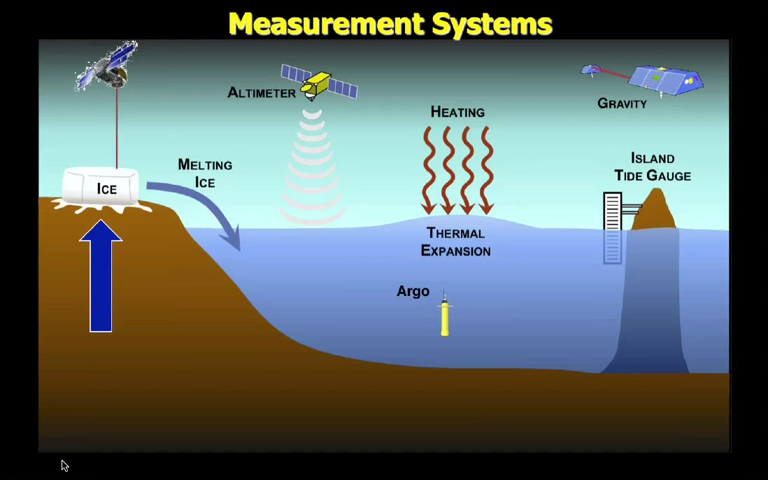 Measurement Systems
ALTIMETER
GRAVITY
HEATING
ISLAND
TIDE GAUGE
MELTING
ICE
ICE
THERMAL
EXPANSION
Argo